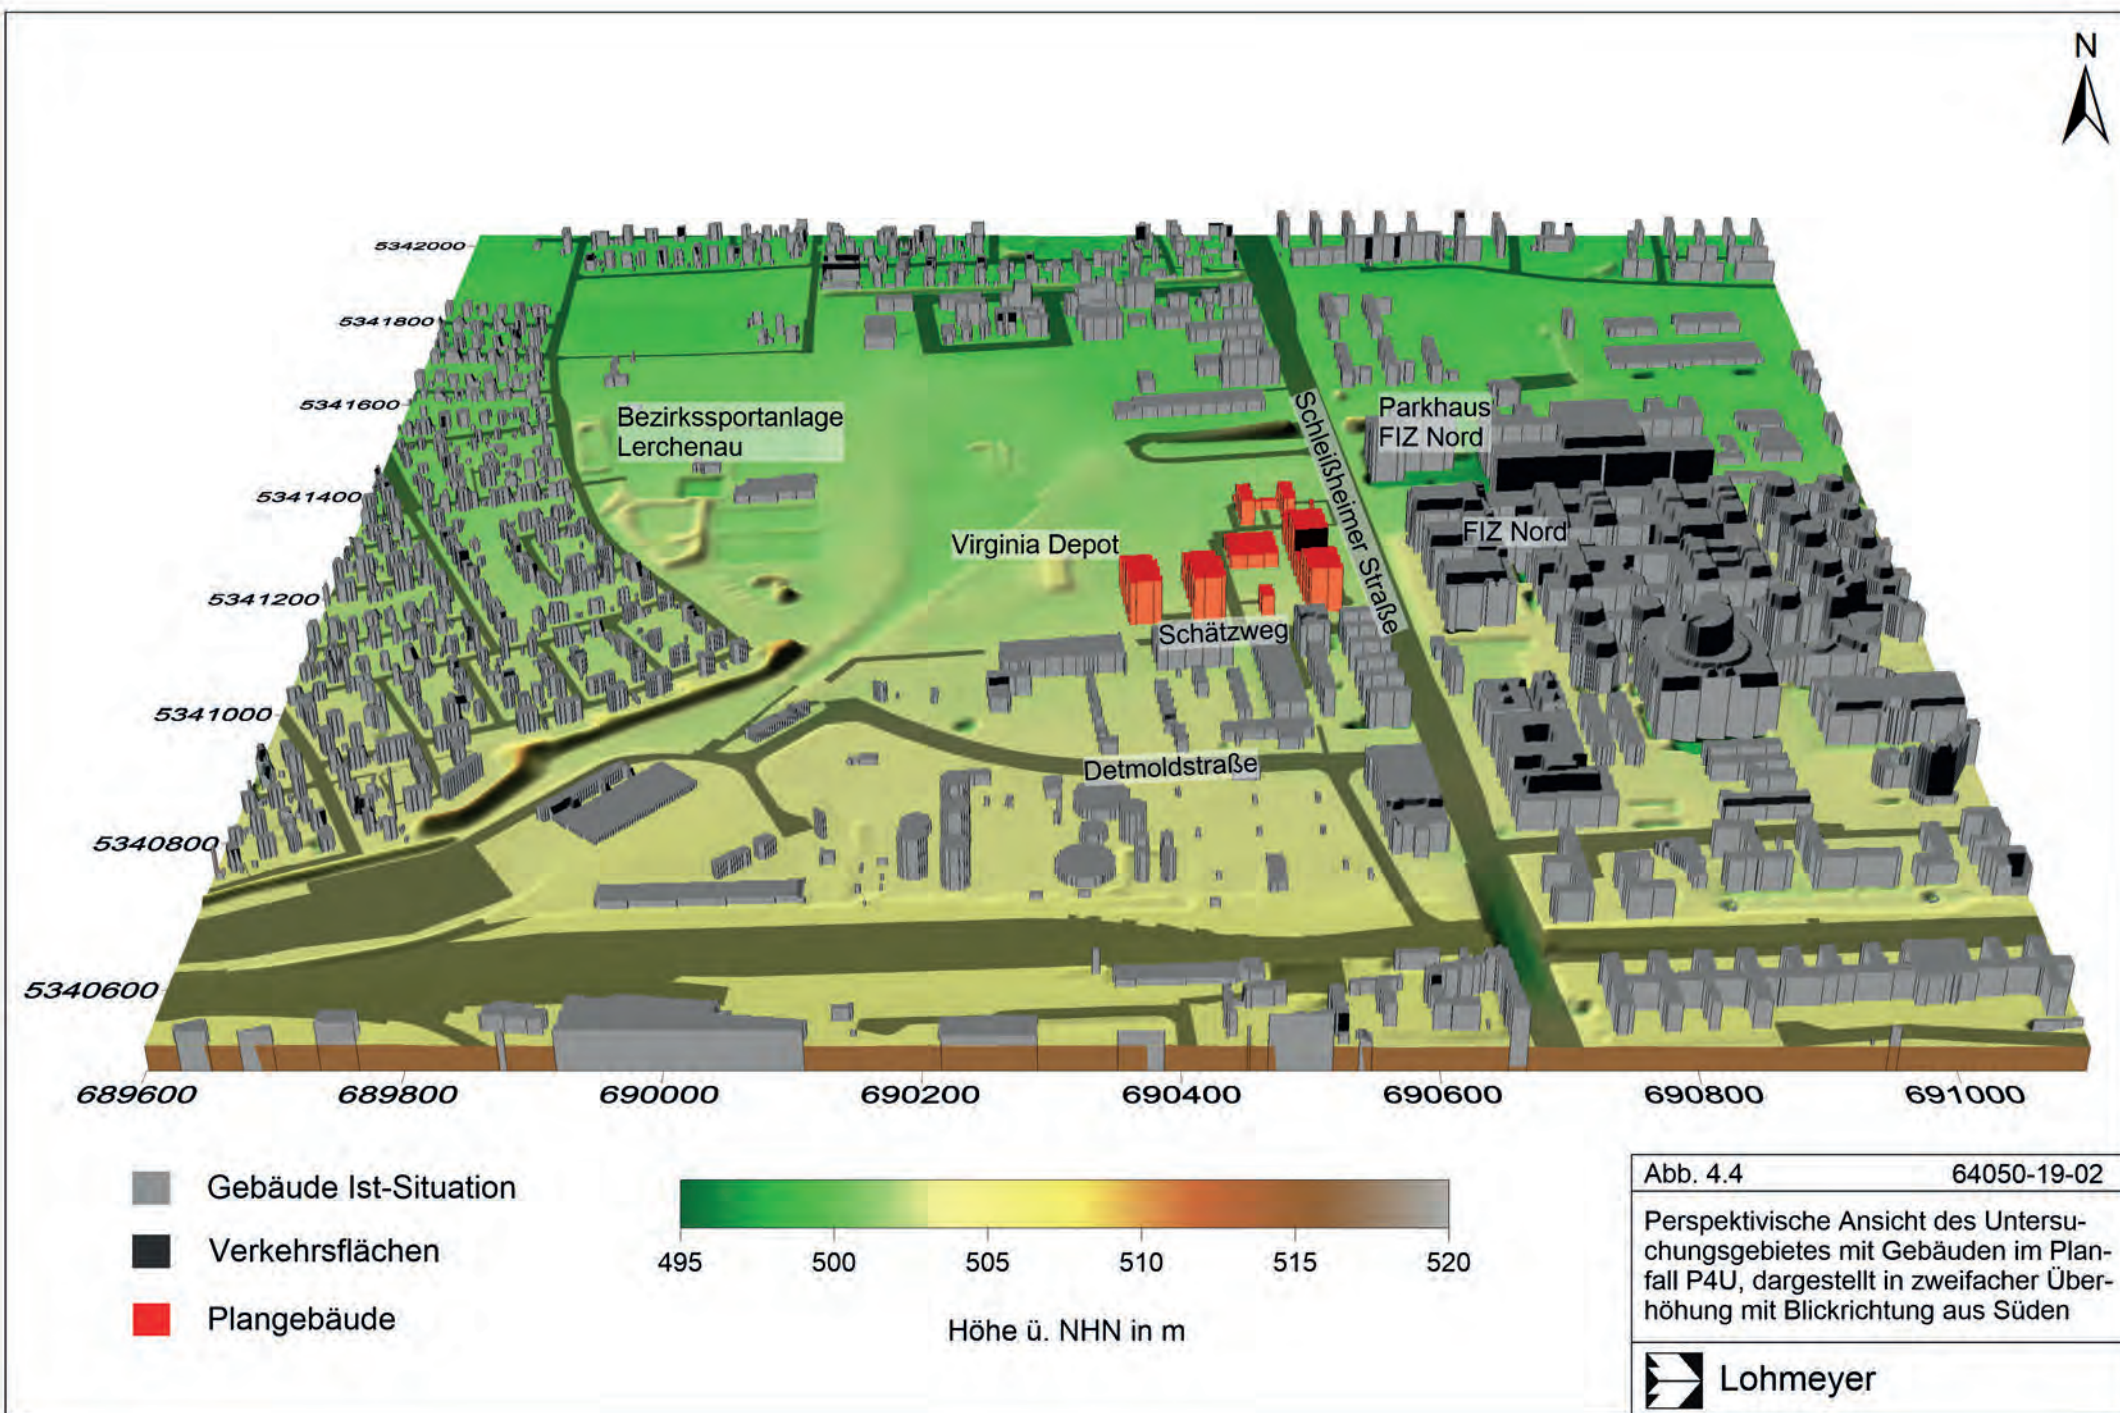 N
5342000
5341800
5341600
5341400
5341200
5341000
5340800
5340600
Bezirkssportanlage
Lerchenau
Parkhaus
FIZ Nord
Schleißheimer Straße
FIZ Nord
Virginia Depot
Schätzweg
Detmoldstraße
689600 689800 690000 690200 690400 690600 690800 691000
Gebäude Ist-Situation
Verkehrsflächen
Plangebäude
495 500 505 510 515 520
Höhe ü. NHN in m
Abb. 4.4 64050-19-02
Perspektivische Ansicht des Untersu-
chungsgebietes mit Gebäuden im Plan-
fall P4U, dargestellt in zweifacher Über-
höhung mit Blickrichtung aus Süden
Lohmeyer